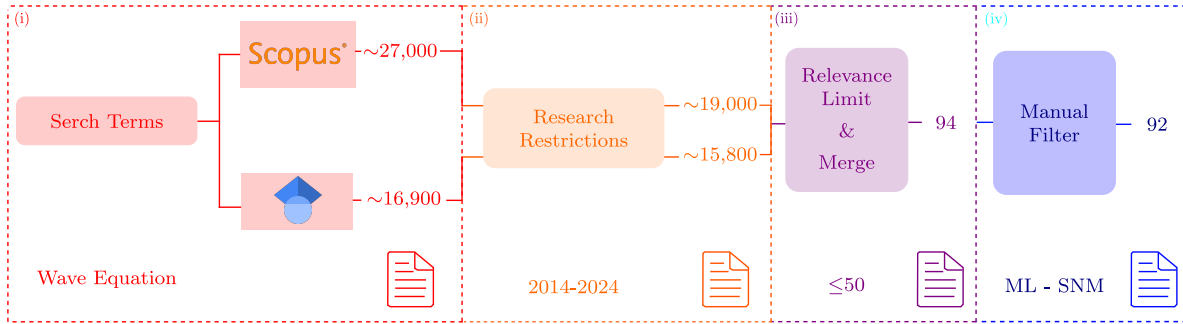 (i)
Serch Terms
Scopus®
~27,000
~16,900
Wave Equation
(ii)
Research
Restrictions
~19,000
~15,800
2014-2024
(iii)
Relevance
Limit
&
Merge
94
≤50
(iv)
Manual
Filter
92
ML - SNM